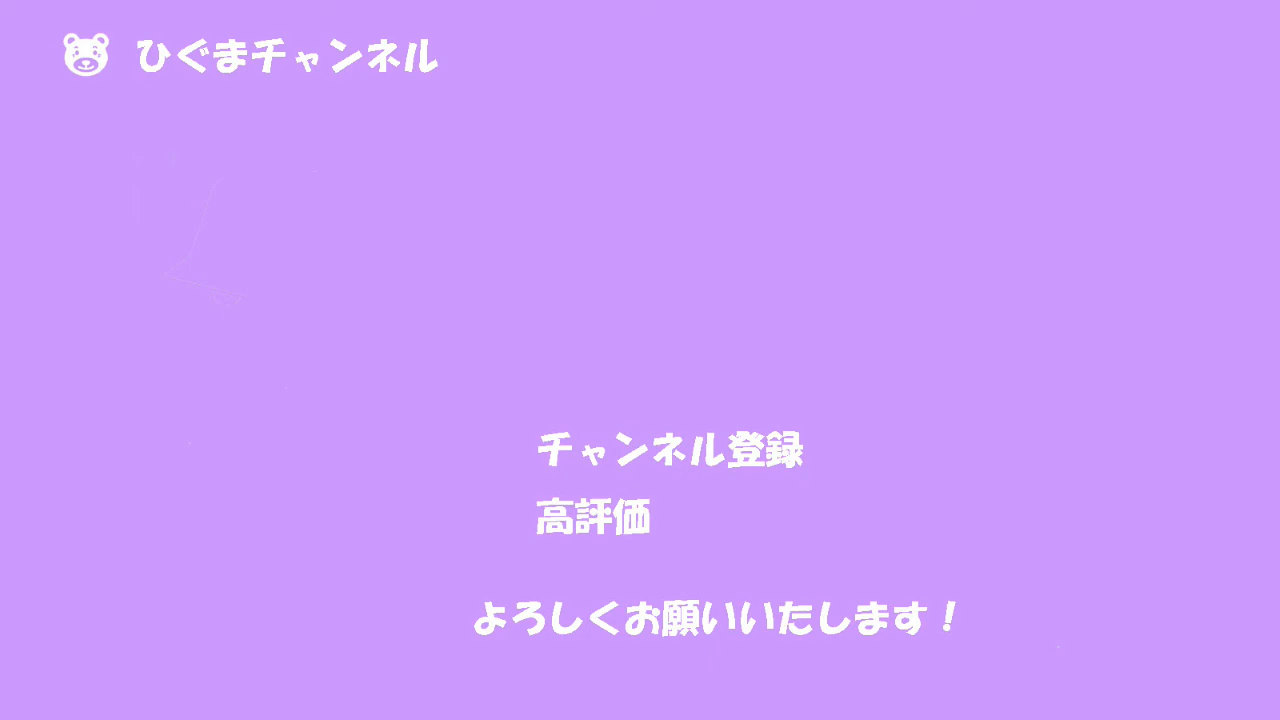 ひぐまチャンネル
チャンネル登録
高評価
よろしくお願いいたします！